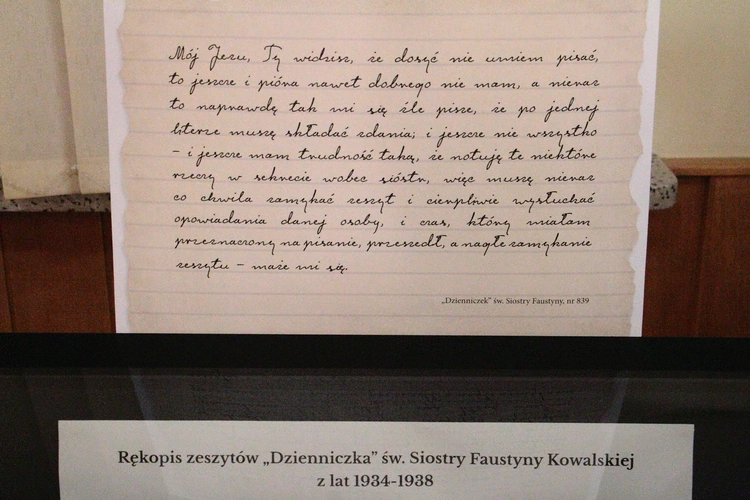 Mój Jezu, Ty widzisz, że dosyć nie umiem pisać,
to jeszcze i pióra nawet dobrego nie mam, a nieraz
to naprawdę tak mi się źle pisze, że po jednej
literze muszę składać zdania; i jeszcze nie wszystko
– i jeszcze mam trudność taką, że notuję te niektóre
rzeczy w sekrecie wobec sióstr, więc muszę nieraz
co chwila zamykać zeszyt i cierpliwie wysłuchać
opowiadania danej osoby, i czas, który miałam
przeznaczony na pisanie, przeszedł, a nagłe zamykanie
zeszytu – maże mi się.
„Dzienniczek” św. Siostry Faustyny, nr 839
Rękopis zeszytów „Dzienniczka” św. Siostry Faustyny Kowalskiej
z lat 1934-1938